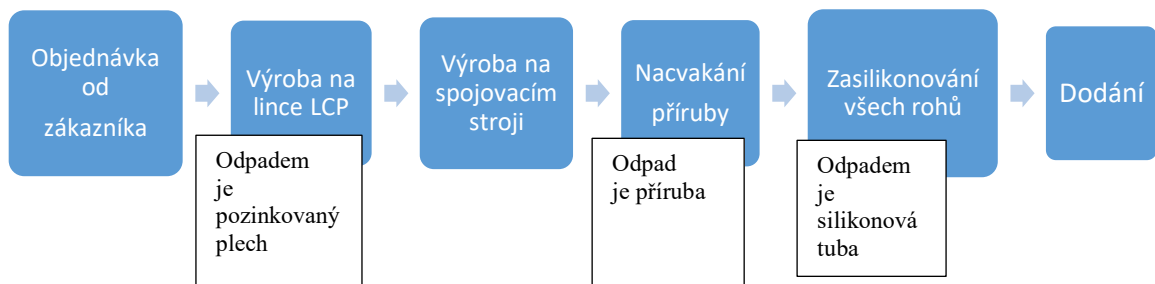 Objednávka
od
zákazníka
Výroba na
lince LCP
Odpadem
je
pozinkovaný
plech
Výroba na
spojovacím
stroji
Nacvakání
příruby
Odpad
je příruba
Zasilikonování
všech rohů
Odpadem
je
silikonová
tuba
Dodání